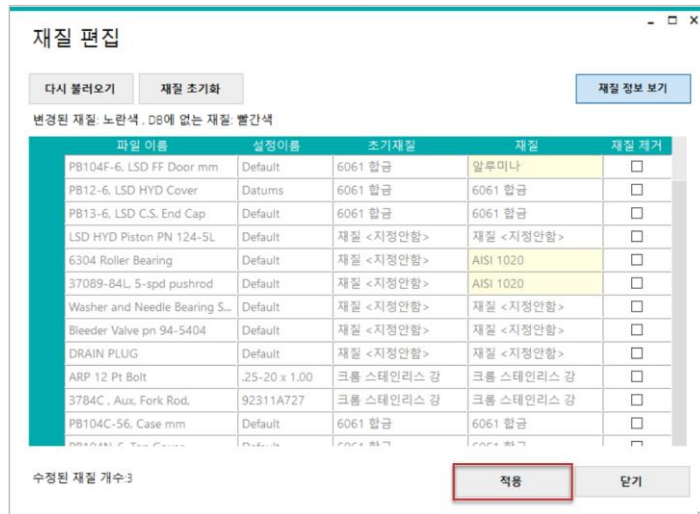 재질 편집
다시 불러오기 재질 초기화 재질 정보 보기
변경된 재질: 노란색 , DB에 없는 재질: 빨간색
파일 이름 설정이름 초기재질 재질 재질 제거
PB104F-6, LSD FF Door mm Default 6061 합금 알루미나
PB12-6, LSD HYD Cover Datums 6061 합금 6061 합금
PB13-6, LSD C.S. End Cap Default 6061 합금 6061 합금
LSD HYD Piston PN 124-5L Default 재질 <지정안함> 재질 <지정안함>
6304 Roller Bearing Default 재질 <지정안함> AISI 1020
37089-84L, 5-spd pushrod Default 재질 <지정안함> AISI 1020
Washer and Needle Bearing S... Default 재질 <지정안함> 재질 <지정안함>
Bleeder Valve pn 94-5404 Default 재질 <지정안함> 재질 <지정안함>
DRAIN PLUG Default 재질 <지정안함> 재질 <지정안함>
ARP 12 Pt Bolt .25-20 x 1.00 크롬 스테인리스 강 크롬 스테인리스 강
3784C , Aux, Fork Rod, 92311A727 크롬 스테인리스 강 크롬 스테인리스 강
PB104C-56, Case mm Default 6061 합금 6061 합금
Default 6061 합금 6061 합금
수정된 재질 개수:3 적용 닫기